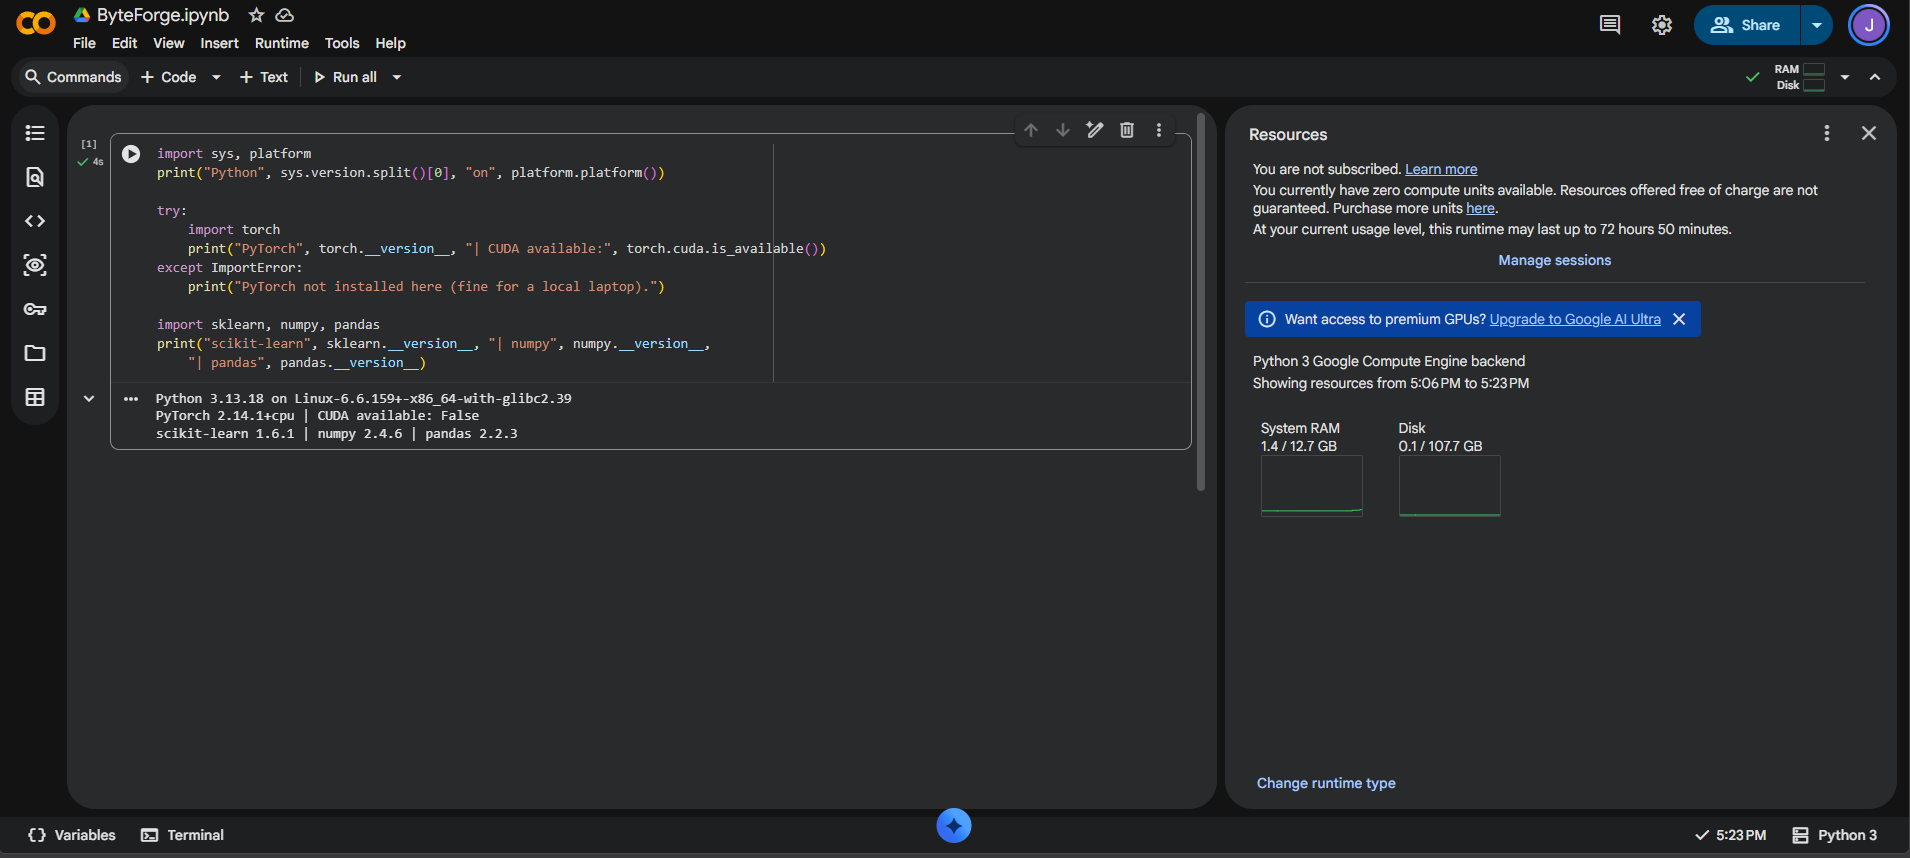 ByteForge.ipynb
File Edit View Insert Runtime Tools Help
Share
J
Commands + Code + Text Run all
RAM
Disk
[1]
4s
import sys, platform
print("Python", sys.version.split()[0], "on", platform.platform())
try:
import torch
print("PyTorch", torch.__version__, "| CUDA available:", torch.cuda.is_available())
except ImportError:
print("PyTorch not installed here (fine for a local laptop).")
import sklearn, numpy, pandas
print("scikit-learn", sklearn.__version__, "| numpy", numpy.__version__,
"| pandas", pandas.__version__)
Python 3.13.18 on Linux-6.6.159+-x86_64-with-glibc2.39
PyTorch 2.14.1+cpu | CUDA available: False
scikit-learn 1.6.1 | numpy 2.4.6 | pandas 2.2.3
Resources
You are not subscribed. Learn more
You currently have zero compute units available. Resources offered free of charge are not
guaranteed. Purchase more units here.
At your current usage level, this runtime may last up to 72 hours 50 minutes.
Manage sessions
Want access to premium GPUs? Upgrade to Google AI Ultra
Python 3 Google Compute Engine backend
Showing resources from 5:06 PM to 5:23 PM
System RAM
1.4 / 12.7 GB
Disk
0.1 / 107.7 GB
Change runtime type
Variables Terminal
5:23 PM Python 3